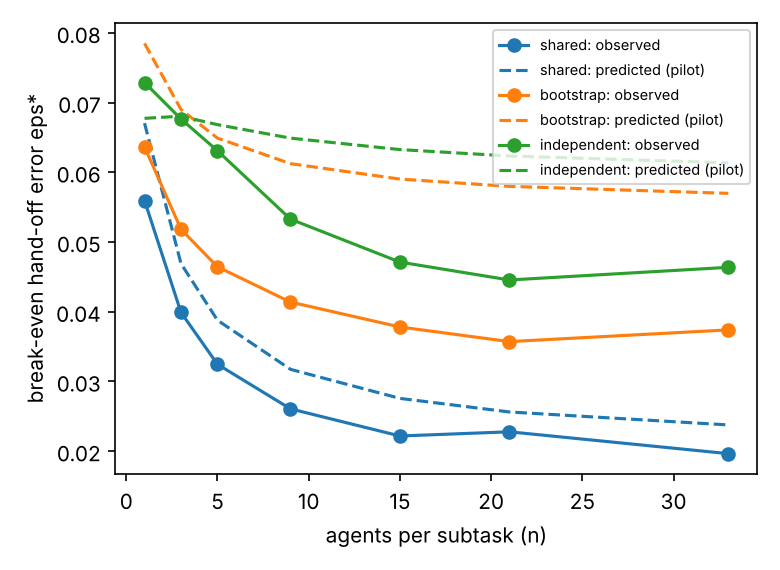 0.08
0.07
0.06
0.05
0.04
0.03
0.02
break-even hand-off error eps*
shared: observed
shared: predicted (pilot)
bootstrap: observed
bootstrap: predicted (pilot)
independent: observed
independent: predicted (pilot)
0 5 10 15 20 25 30
agents per subtask (n)